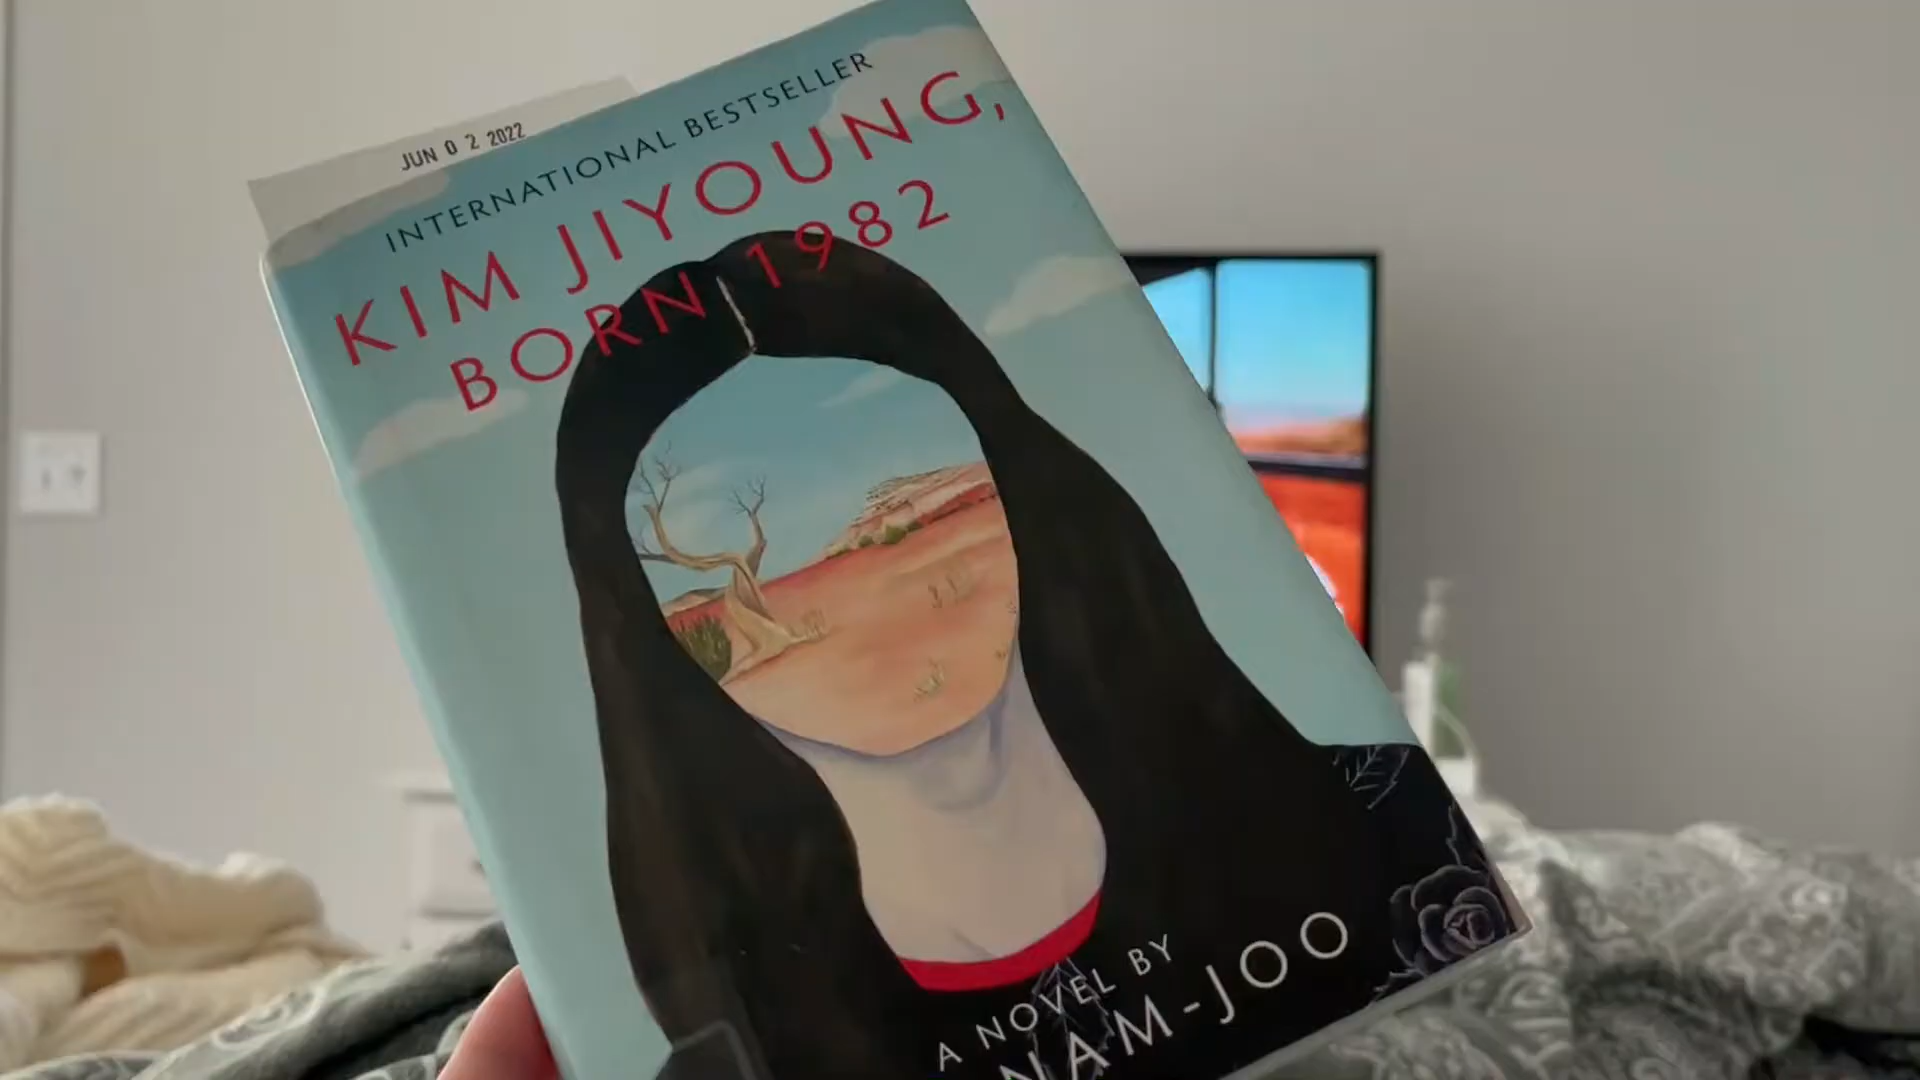 JUN 0 2 2022
INTERNATIONAL BESTSELLER
KIM JIYOUNG,
BORN 1982
A NOVEL BY
NAM-JOO